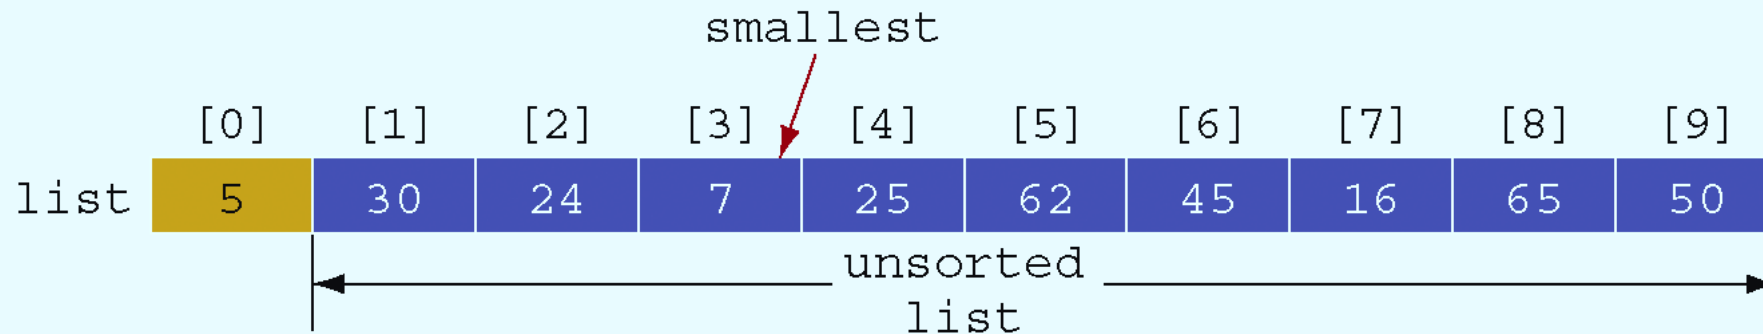 smallest
[0] [1] [2] [3] [4] [5] [6] [7] [8] [9]
list 5 30 24 7 25 62 45 16 65 50
unsorted
list